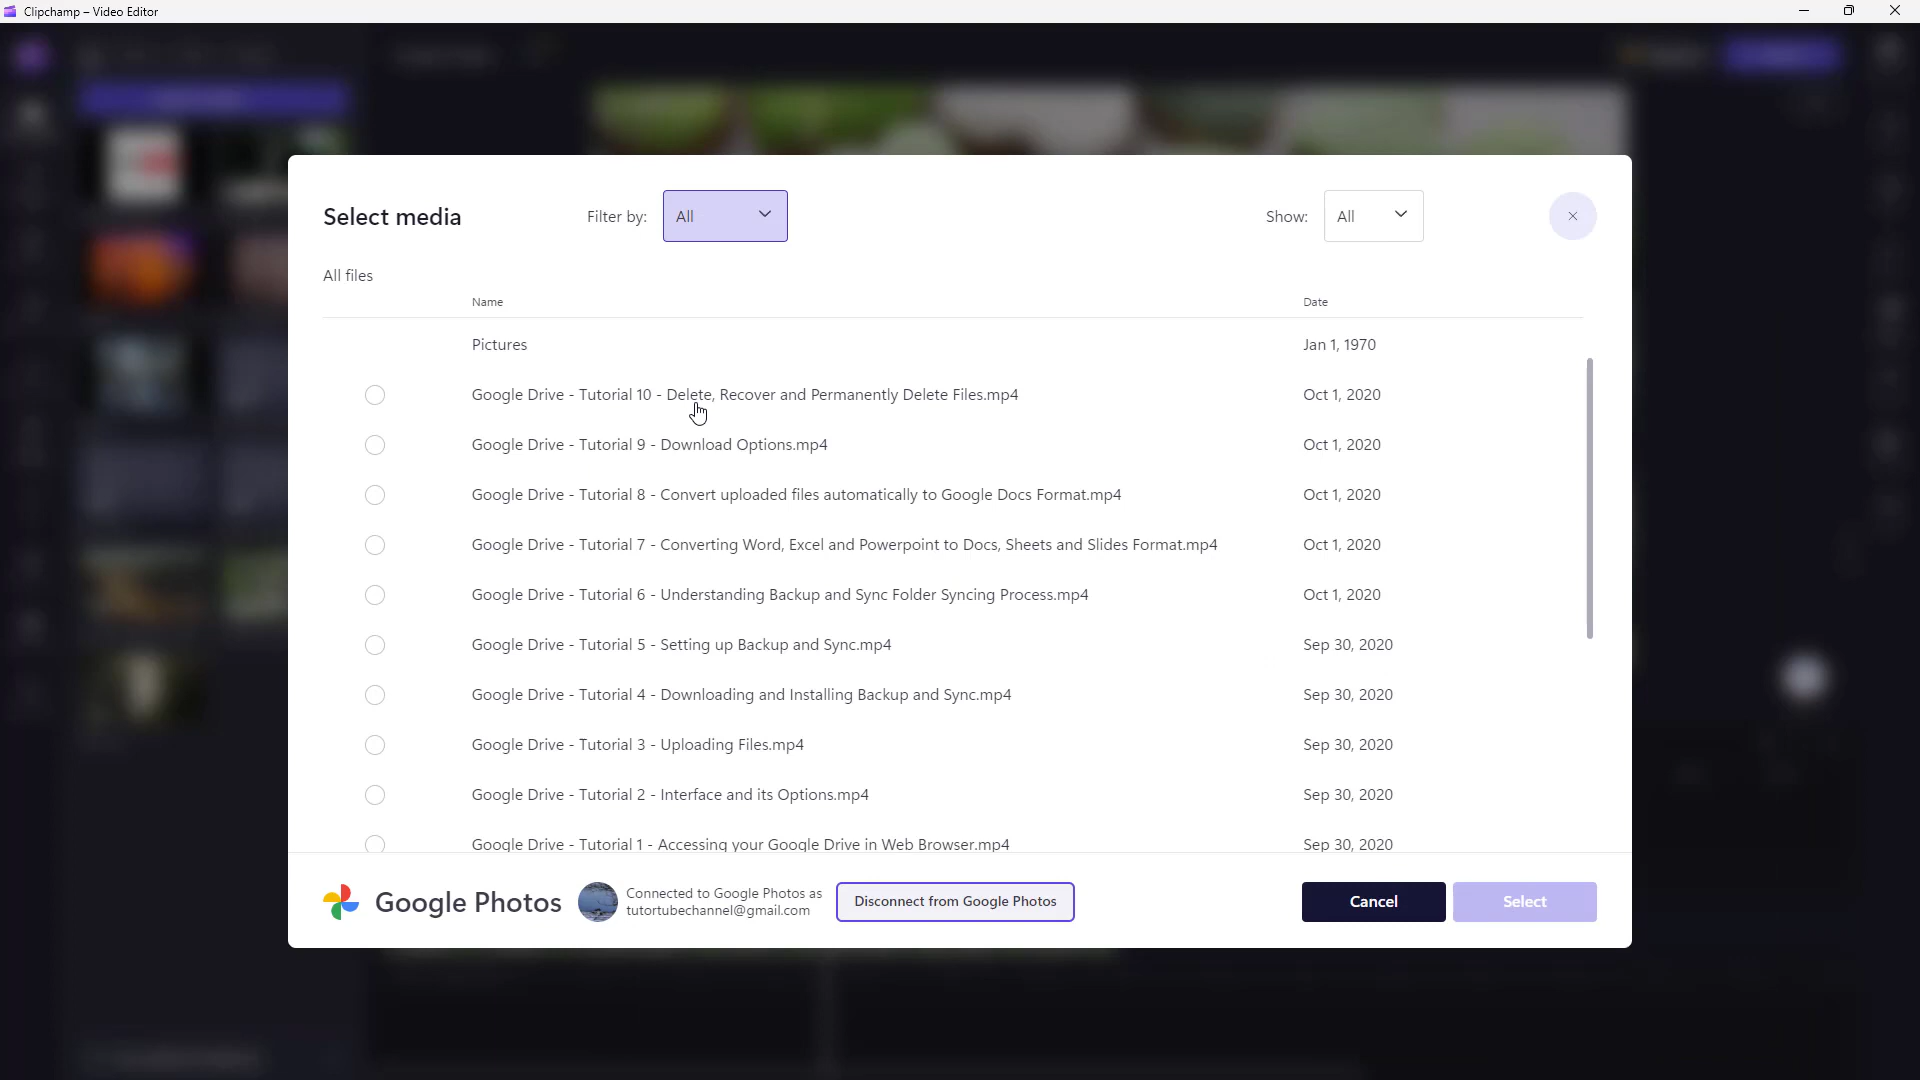 Clipchamp – Video Editor
Select media
Filter by: All
Show: All
All files
Name Date
Pictures Jan 1, 1970
Google Drive - Tutorial 10 - Delete, Recover and Permanently Delete Files.mp4 Oct 1, 2020
Google Drive - Tutorial 9 - Download Options.mp4 Oct 1, 2020
Google Drive - Tutorial 8 - Convert uploaded files automatically to Google Docs Format.mp4 Oct 1, 2020
Google Drive - Tutorial 7 - Converting Word, Excel and Powerpoint to Docs, Sheets and Slides Format.mp4 Oct 1, 2020
Google Drive - Tutorial 6 - Understanding Backup and Sync Folder Syncing Process.mp4 Oct 1, 2020
Google Drive - Tutorial 5 - Setting up Backup and Sync.mp4 Sep 30, 2020
Google Drive - Tutorial 4 - Downloading and Installing Backup and Sync.mp4 Sep 30, 2020
Google Drive - Tutorial 3 - Uploading Files.mp4 Sep 30, 2020
Google Drive - Tutorial 2 - Interface and its Options.mp4 Sep 30, 2020
Google Drive - Tutorial 1 - Accessing your Google Drive in Web Browser.mp4 Sep 30, 2020
Google Photos
Connected to Google Photos as
tutortubechannel@gmail.com
Disconnect from Google Photos
Cancel
Select